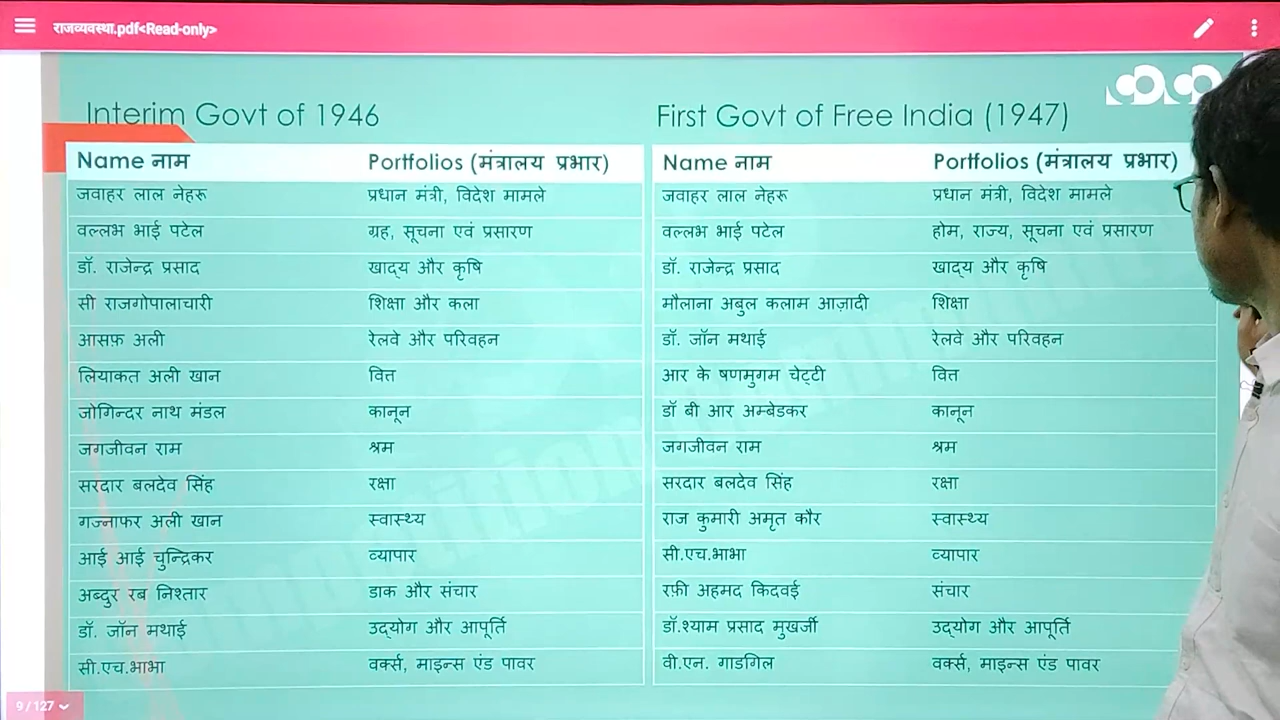 राजव्यवस्था.pdf<Read-only>
Interim Govt of 1946
Name नाम Portfolios (मंत्रालय प्रभार)
जवाहर लाल नेहरू प्रधान मंत्री, विदेश मामले
वल्लभ भाई पटेल ग्रह, सूचना एवं प्रसारण
डॉ. राजेन्द्र प्रसाद खाद्य और कृषि
सी राजगोपालाचारी शिक्षा और कला
आसफ़ अली रेलवे और परिवहन
लियाकत अली खान वित्त
जोगिन्दर नाथ मंडल कानून
जगजीवन राम श्रम
सरदार बलदेव सिंह रक्षा
गज्नाफर अली खान स्वास्थ्य
आई आई चुन्द्रिकर व्यापार
अब्दुर रब निश्तार डाक और संचार
डॉ. जॉन मथाई उद्योग और आपूर्ति
सी.एच.भाभा वर्क्स, माइन्स एंड पावर
First Govt of Free India (1947)
Name नाम Portfolios (मंत्रालय प्रभार)
जवाहर लाल नेहरू प्रधान मंत्री, विदेश मामले
वल्लभ भाई पटेल होम, राज्य, सूचना एवं प्रसारण
डॉ. राजेन्द्र प्रसाद खाद्य और कृषि
मौलाना अबुल कलाम आज़ादी शिक्षा
डॉ. जॉन मथाई रेलवे और परिवहन
आर के षणमुगम चेट्टी वित्त
डॉ बी आर अम्बेडकर कानून
जगजीवन राम श्रम
सरदार बलदेव सिंह रक्षा
राज कुमारी अमृत कौर स्वास्थ्य
सी.एच.भाभा व्यापार
रफ़ी अहमद किदवई संचार
डॉ.श्याम प्रसाद मुखर्जी उद्योग और आपूर्ति
वी.एन. गाडगिल वर्क्स, माइन्स एंड पावर
9 / 127